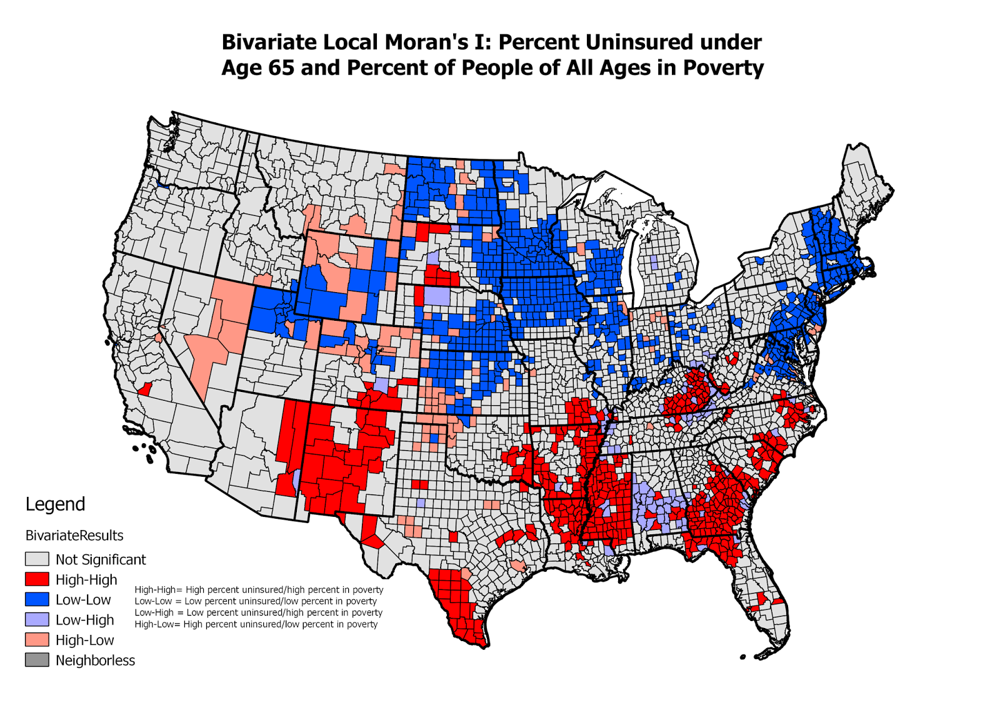 Bivariate Local Moran's I: Percent Uninsured under
Age 65 and Percent of People of All Ages in Poverty
Legend
BivariateResults
Not Significant
High-High
Low-Low
Low-High
High-Low
Neighborless
High-High= High percent uninsured/high percent in poverty
Low-Low = Low percent uninsured/low percent in poverty
Low-High = Low percent uninsured/high percent in poverty
High-Low= High percent uninsured/low percent in poverty